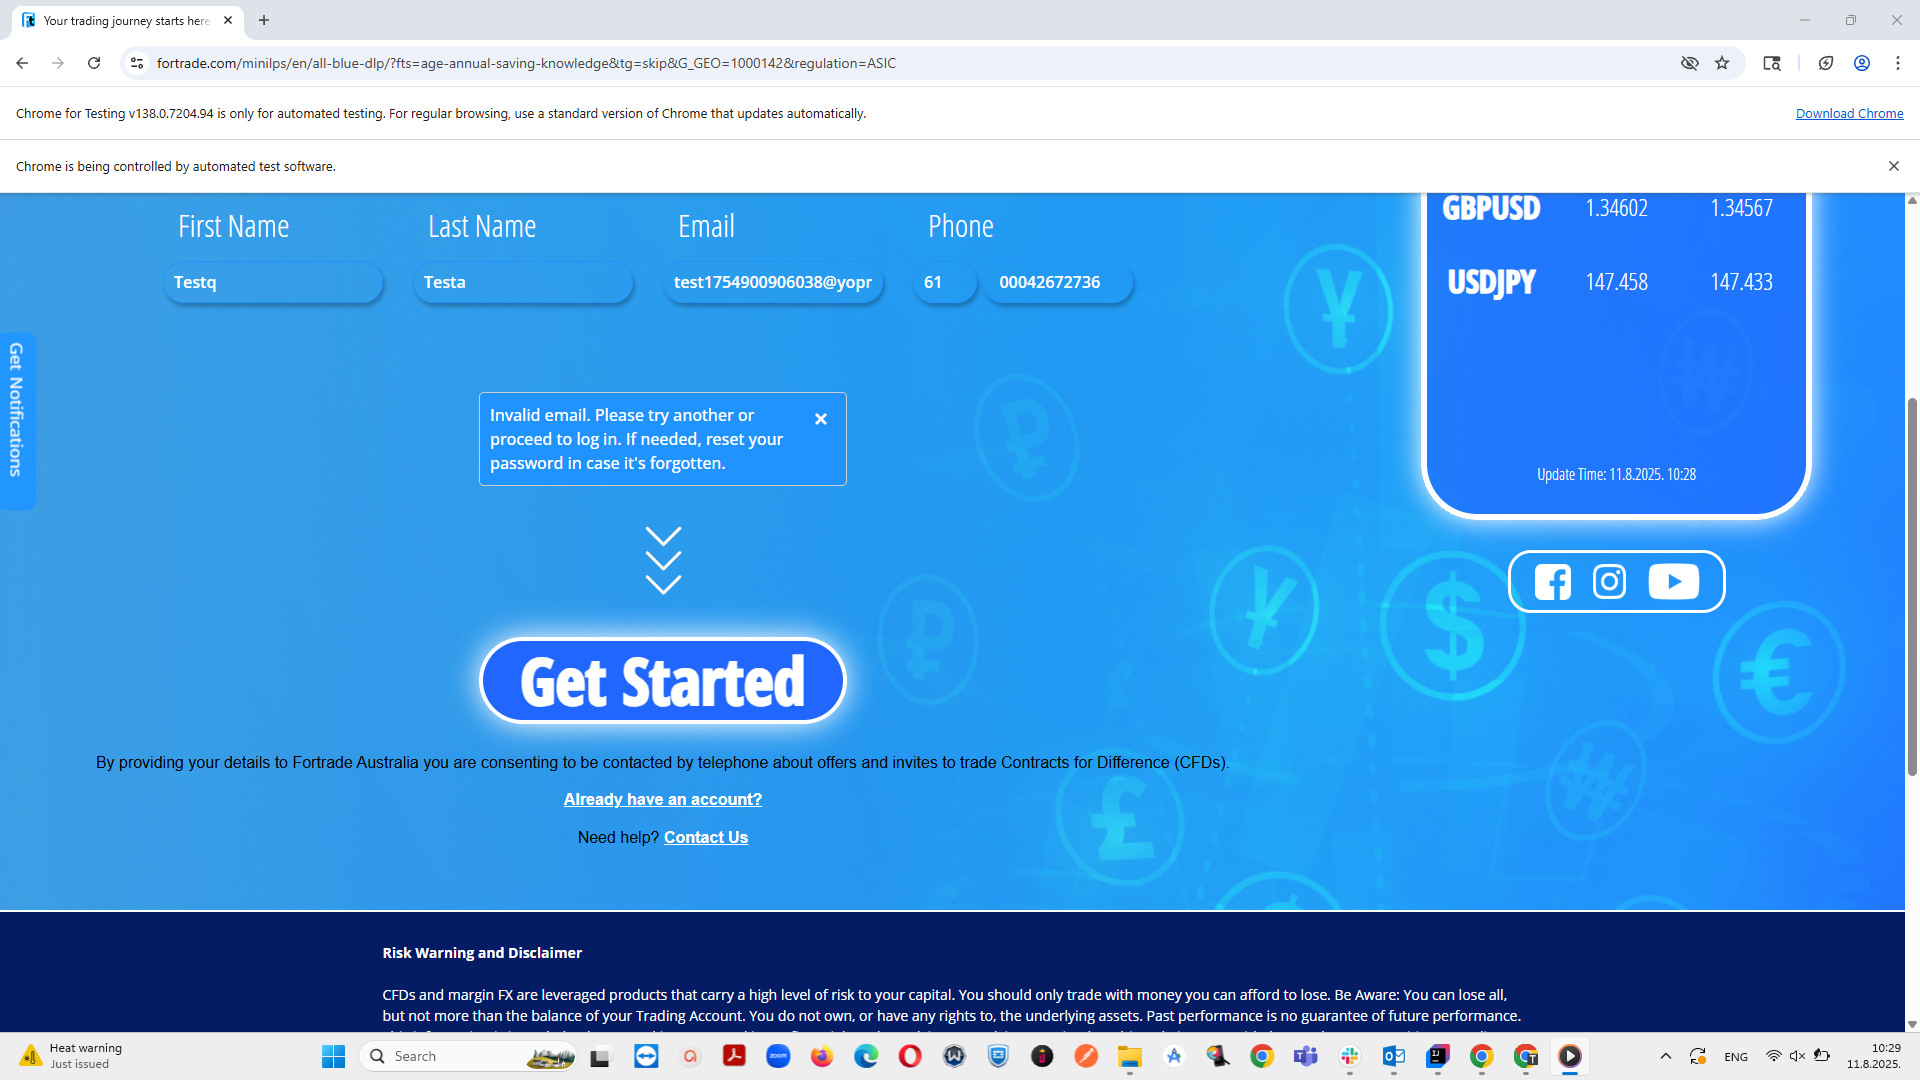 Your trading journey starts here
fortrade.com/minilps/en/all-blue-dlp/?fts=age-annual-saving-knowledge&tg=skip&G_GEO=1000142&regulation=ASIC
Chrome for Testing v138.0.7204.94 is only for automated testing. For regular browsing, use a standard version of Chrome that updates automatically.
Download Chrome
Chrome is being controlled by automated test software.
First Name
Last Name
Email
Phone
Testq
Testa
test1754900906038@yopr
61
00042672736
GBPUSD 1.34602 1.34567
USDJPY 147.458 147.433
Update Time: 11.8.2025. 10:28
Get Notifications
Invalid email. Please try another or
proceed to log in. If needed, reset your
password in case it's forgotten.
Get Started
By providing your details to Fortrade Australia you are consenting to be contacted by telephone about offers and invites to trade Contracts for Difference (CFDs).
Already have an account?
Need help? Contact Us
Risk Warning and Disclaimer
CFDs and margin FX are leveraged products that carry a high level of risk to your capital. You should only trade with money you can afford to lose. Be Aware: You can lose all,
but not more than the balance of your Trading Account. You do not own, or have any rights to, the underlying assets. Past performance is no guarantee of future performance.
Heat warning
Just issued
Search
zoom
ENG
10:29
11.8.2025.